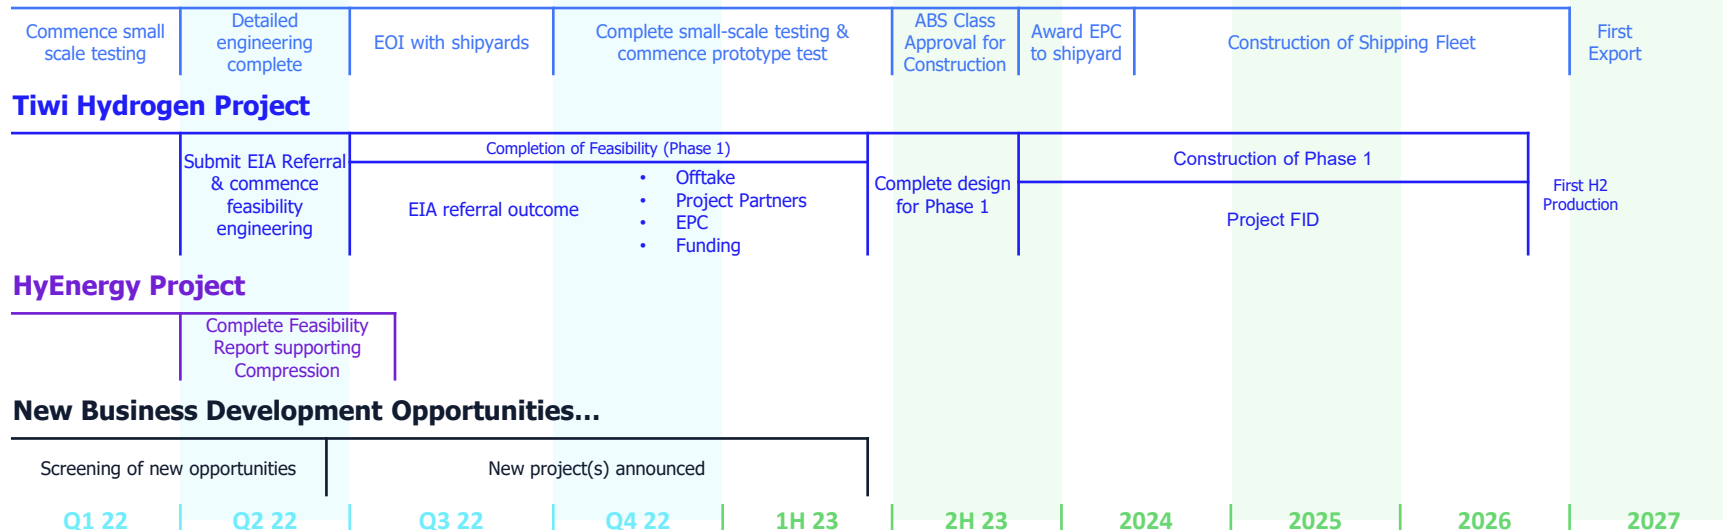 Commence small
scale testing
Detailed
engineering
complete
EOI with shipyards
Complete small-scale testing &
commence prototype test
ABS Class
Approval for
Construction
Award EPC
to shipyard
Construction of Shipping Fleet
First
Export
Tiwi Hydrogen Project
Submit EIA Referral
& commence
feasibility
engineering
Completion of Feasibility (Phase 1)
EIA referral outcome
• Offtake
• Project Partners
• EPC
• Funding
Complete design
for Phase 1
Construction of Phase 1
Project FID
First H2
Production
HyEnergy Project
Complete Feasibility
Report supporting
Compression
New Business Development Opportunities...
Screening of new opportunities
New project(s) announced
Q1 22
Q2 22
Q3 22
Q4 22
1H 23
2H 23
2024
2025
2026
2027